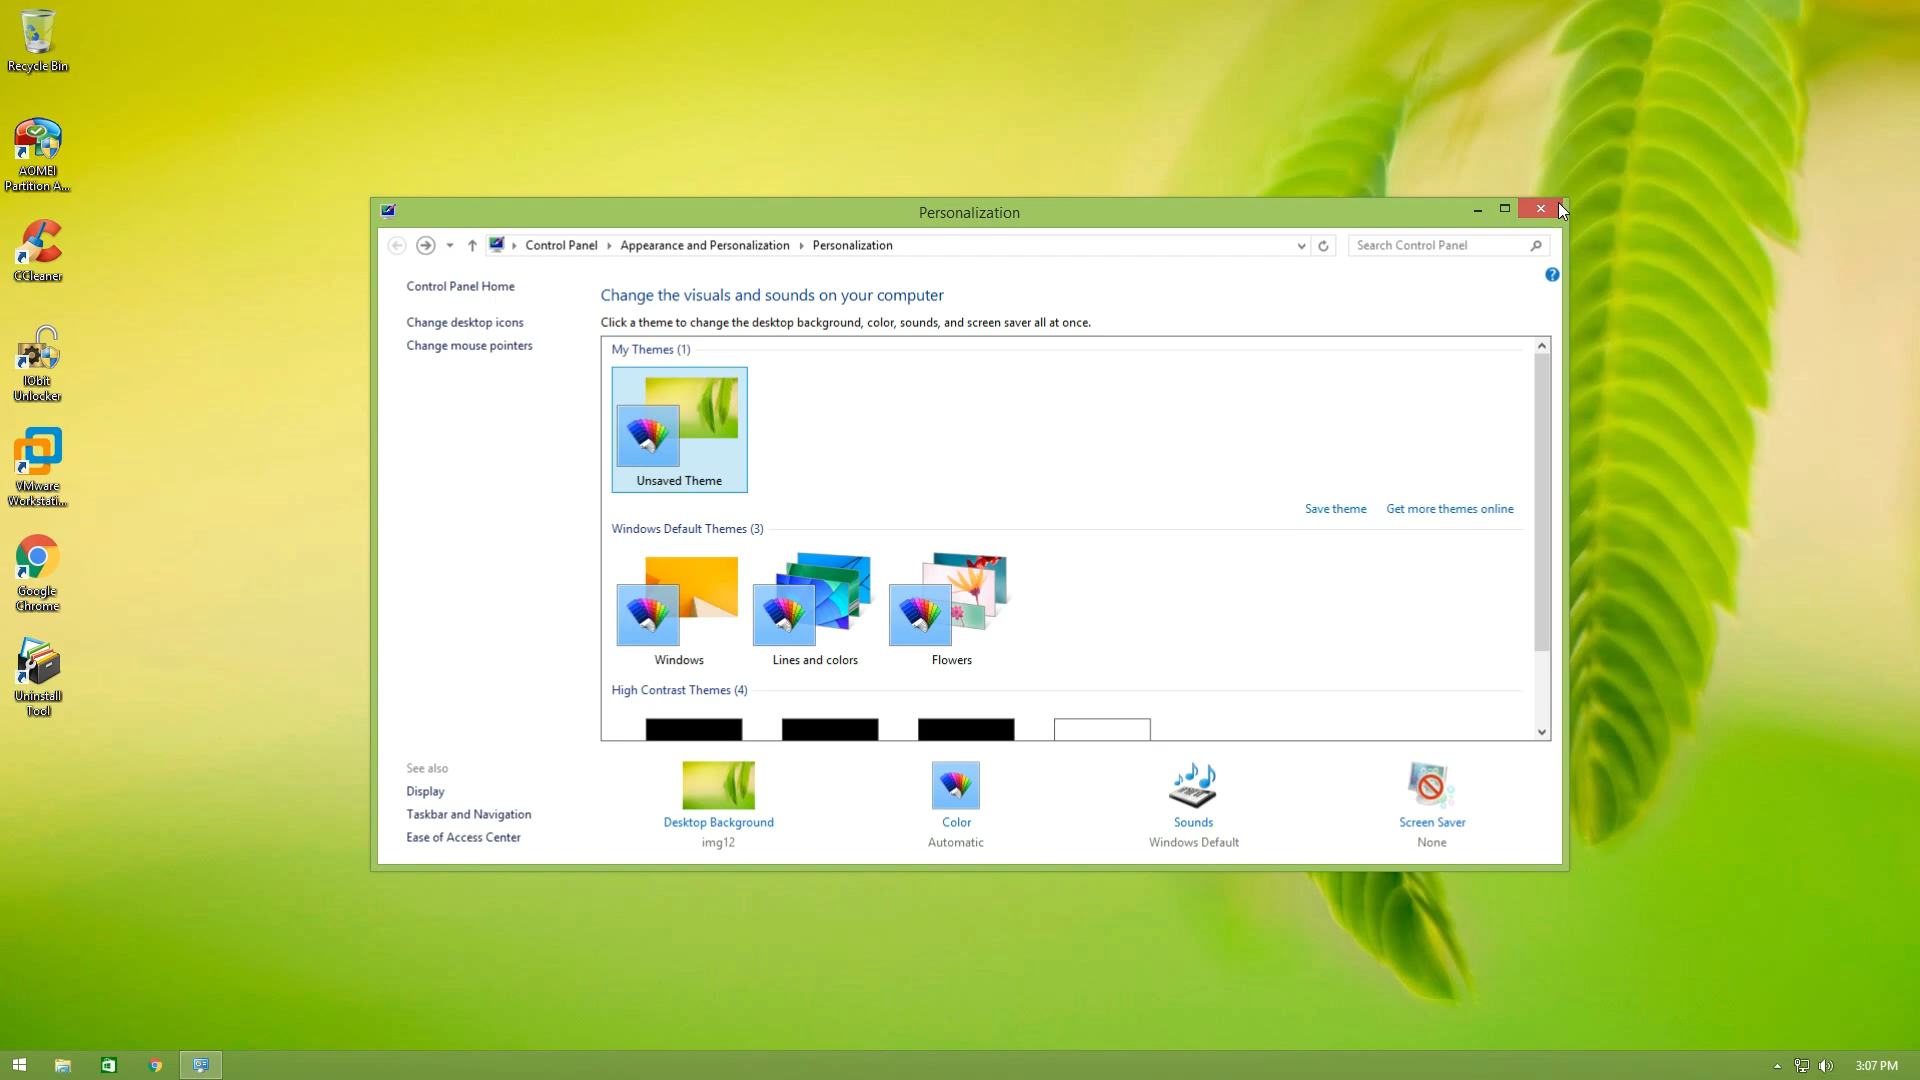 Recycle Bin
AOMEI
Partition A...
CCleaner
IObit
Unlocker
VMware
Workstati...
Google
Chrome
Uninstall
Tool
Personalization
Control Panel
Appearance and Personalization
Personalization
Search Control Panel
?
Control Panel Home
Change desktop icons
Change mouse pointers
Change the visuals and sounds on your computer
Click a theme to change the desktop background, color, sounds, and screen saver all at once.
My Themes (1)
Unsaved Theme
Save theme
Get more themes online
Windows Default Themes (3)
Windows
Lines and colors
Flowers
High Contrast Themes (4)
See also
Display
Taskbar and Navigation
Ease of Access Center
Desktop Background
img12
Color
Automatic
Sounds
Windows Default
Screen Saver
None
3:07 PM